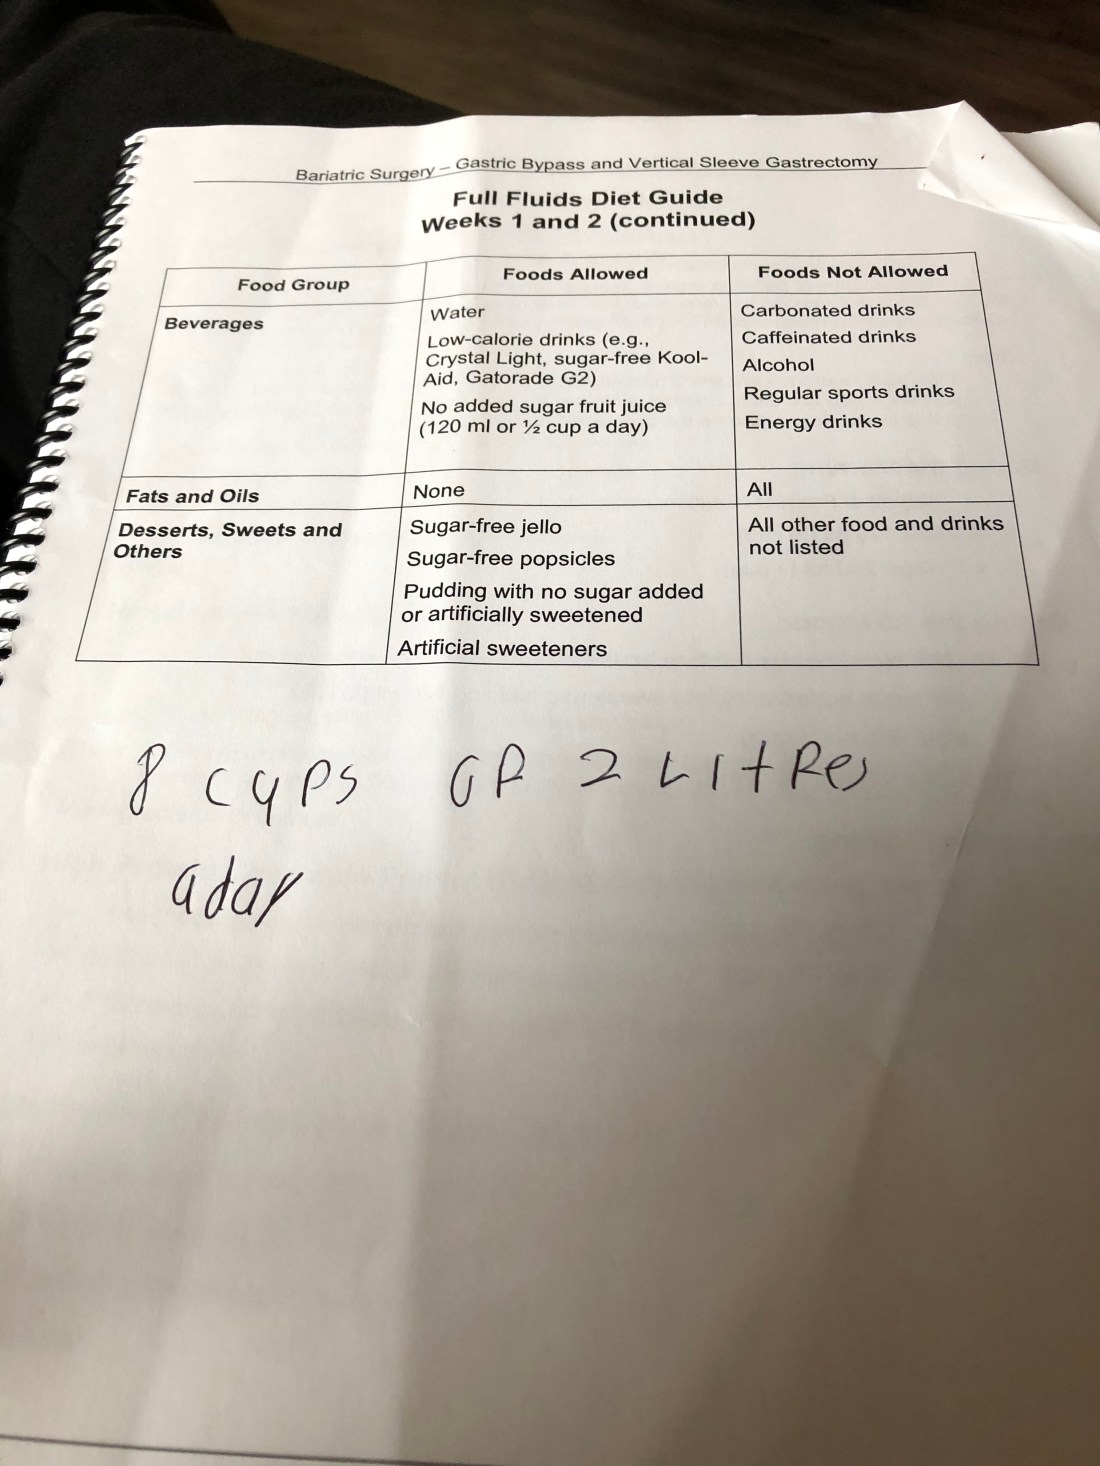 Bariatric Surgery – Gastric Bypass and Vertical Sleeve Gastrectomy
Full Fluids Diet Guide
Weeks 1 and 2 (continued)
Food Group
Foods Allowed
Foods Not Allowed
Beverages
Water
Low-calorie drinks (e.g.,
Crystal Light, sugar-free Kool-
Aid, Gatorade G2)
No added sugar fruit juice
(120 ml or ½ cup a day)
Carbonated drinks
Caffeinated drinks
Alcohol
Regular sports drinks
Energy drinks
Fats and Oils
None
All
Desserts, Sweets and
Others
Sugar-free jello
Sugar-free popsicles
Pudding with no sugar added
or artificially sweetened
Artificial sweeteners
All other food and drinks
not listed
8 cups OR 2 LItRes
a day